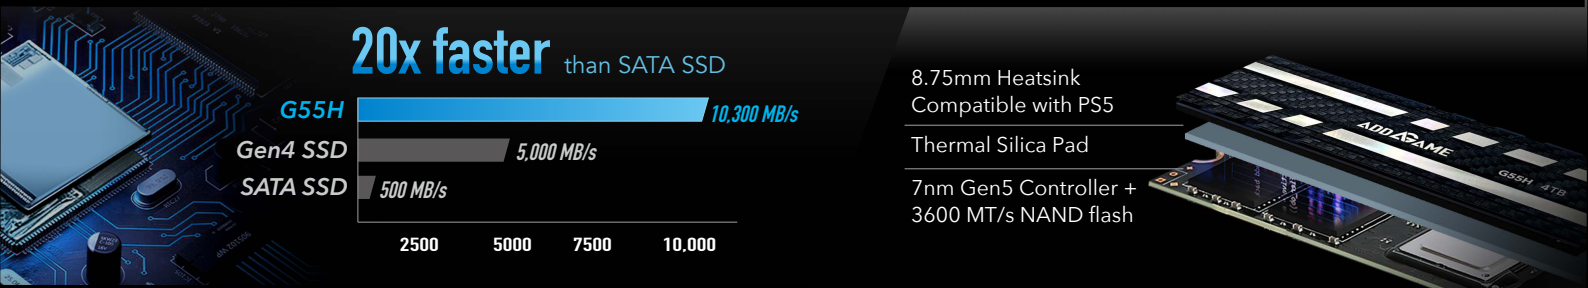 20x faster than SATA SSD
G55H
10,300 MB/s
Gen4 SSD
5,000 MB/s
SATA SSD
500 MB/s
2500 5000 7500 10,000
8.75mm Heatsink
Compatible with PS5
Thermal Silica Pad
7nm Gen5 Controller +
3600 MT/s NAND flash
ADDGAME
G55H 4TB